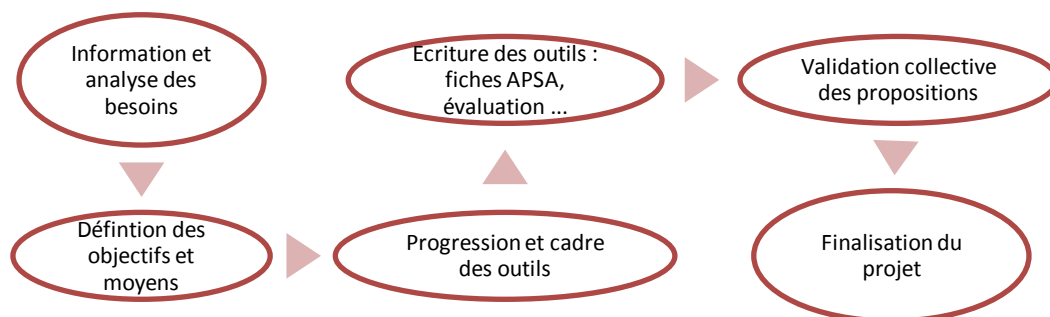 Information et
analyse des
besoins
Défintion des
objectifs et
moyens
Progression et cadre
des outils
Ecriture des outils :
fiches APSA,
évaluation ...
Validation collective
des propositions
Finalisation du
projet